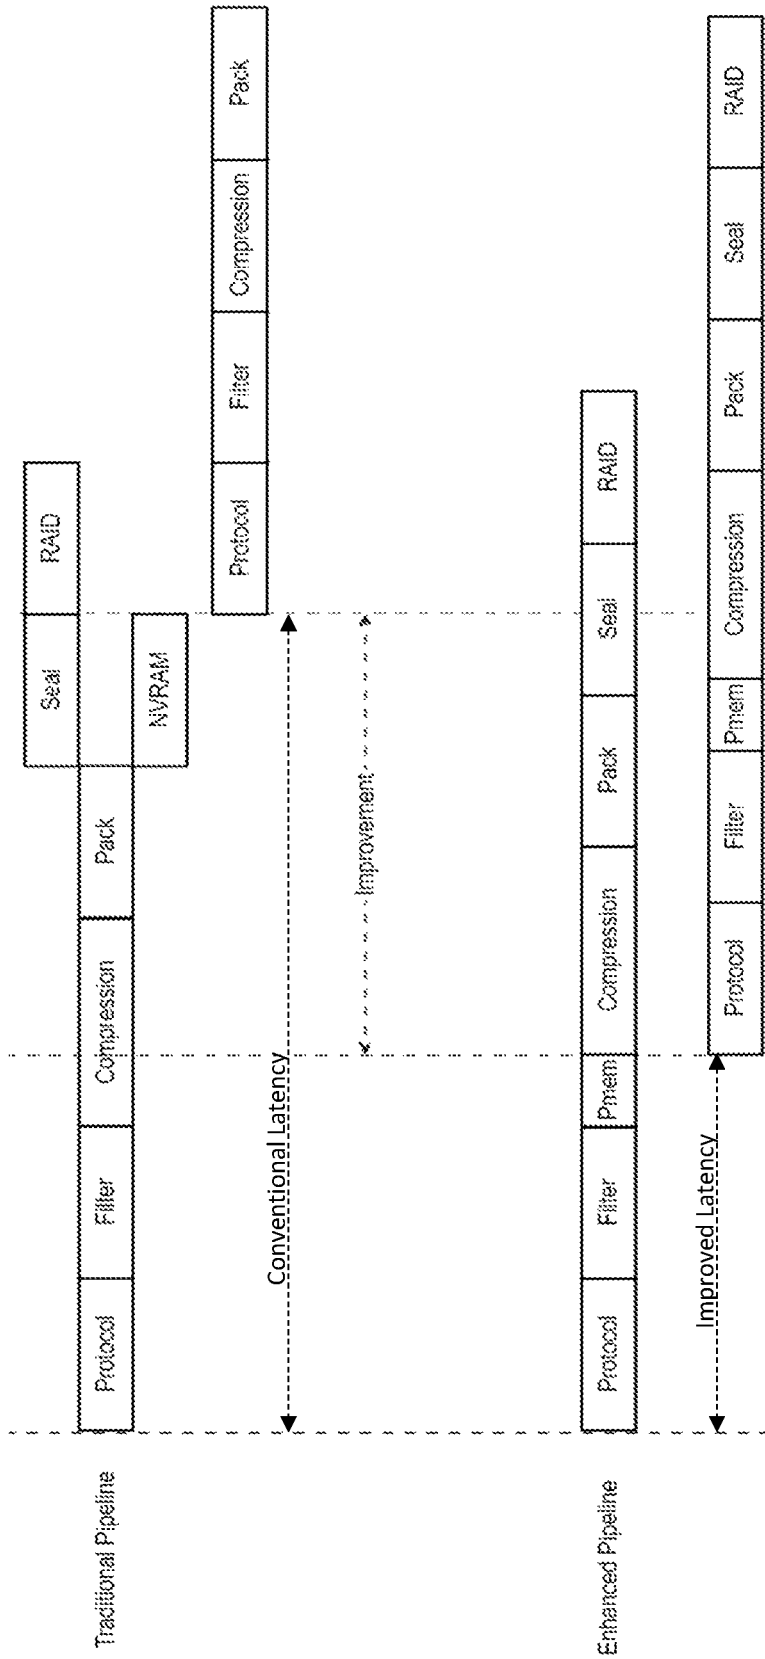 Seal
RAID
Traditional Pipeline
Protocol
Filter
Compression
Pack
NVRAM
Protocol
Filter
Compression
Pack
Conventional Latency
Improvement
Enhanced Pipeline
Protocol
Filter
Pmem
Compression
Pack
Seal
RAID
Improved Latency
Protocol
Filter
Pmem
Compression
Pack
Seal
RAID